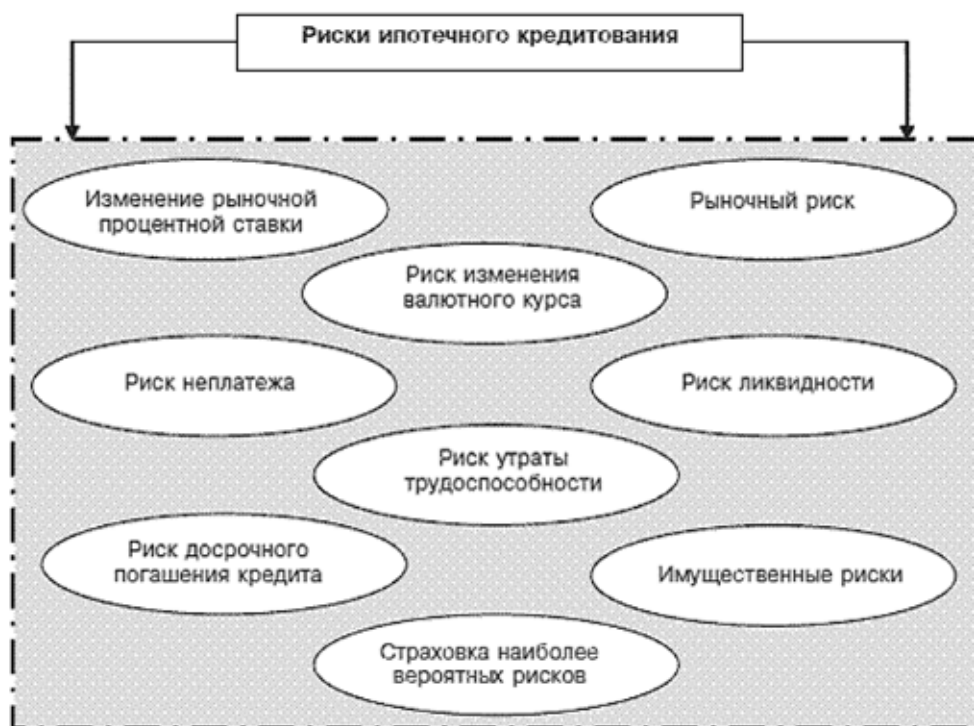 Риски ипотечного кредитования
Изменение рыночной
процентной ставки
Рыночный риск
Риск изменения
валютного курса
Риск неплатежа
Риск ликвидности
Риск утраты
трудоспособности
Риск досрочного
погашения кредита
Имущественные риски
Страховка наиболее
вероятных рисков